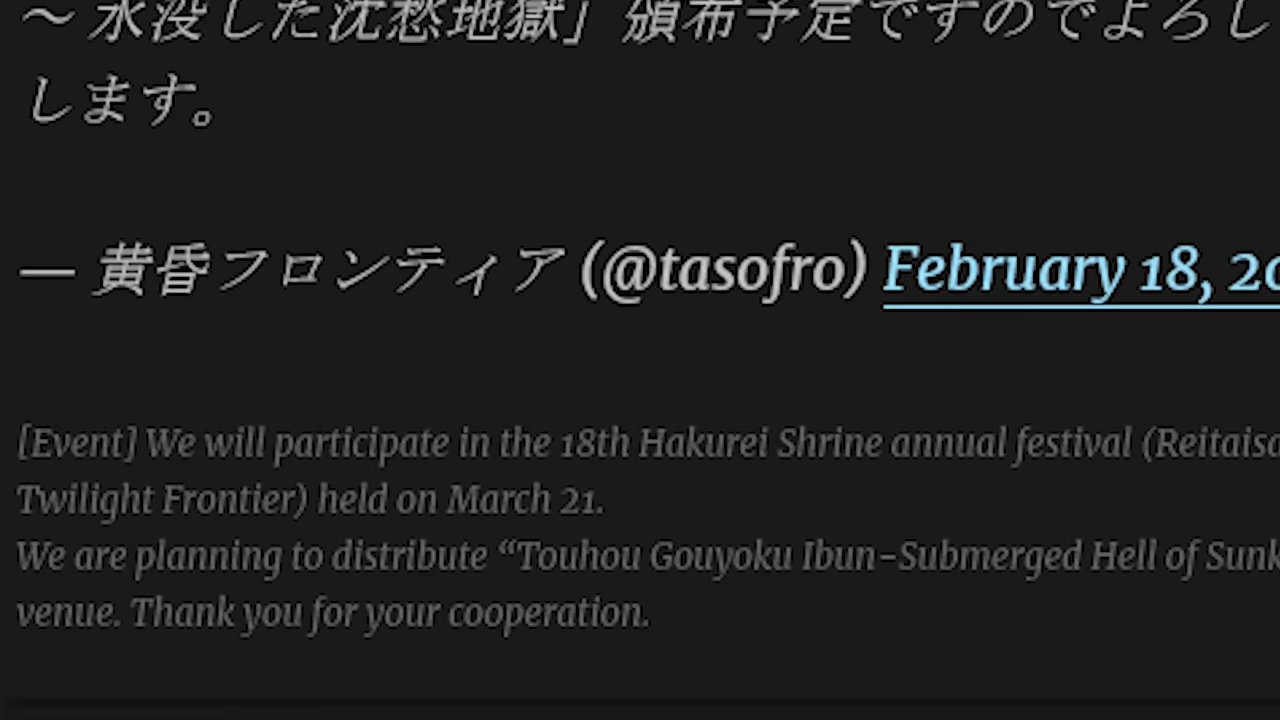 ～ 水没した沈愁地獄」頒布予定ですのでよろし
します。
— 黄昏フロンティア (@tasofro) February 18, 20
[Event] We will participate in the 18th Hakurei Shrine annual festival (Reitaisa
Twilight Frontier) held on March 21.
We are planning to distribute “Touhou Gouyoku Ibun–Submerged Hell of Sunk
venue. Thank you for your cooperation.